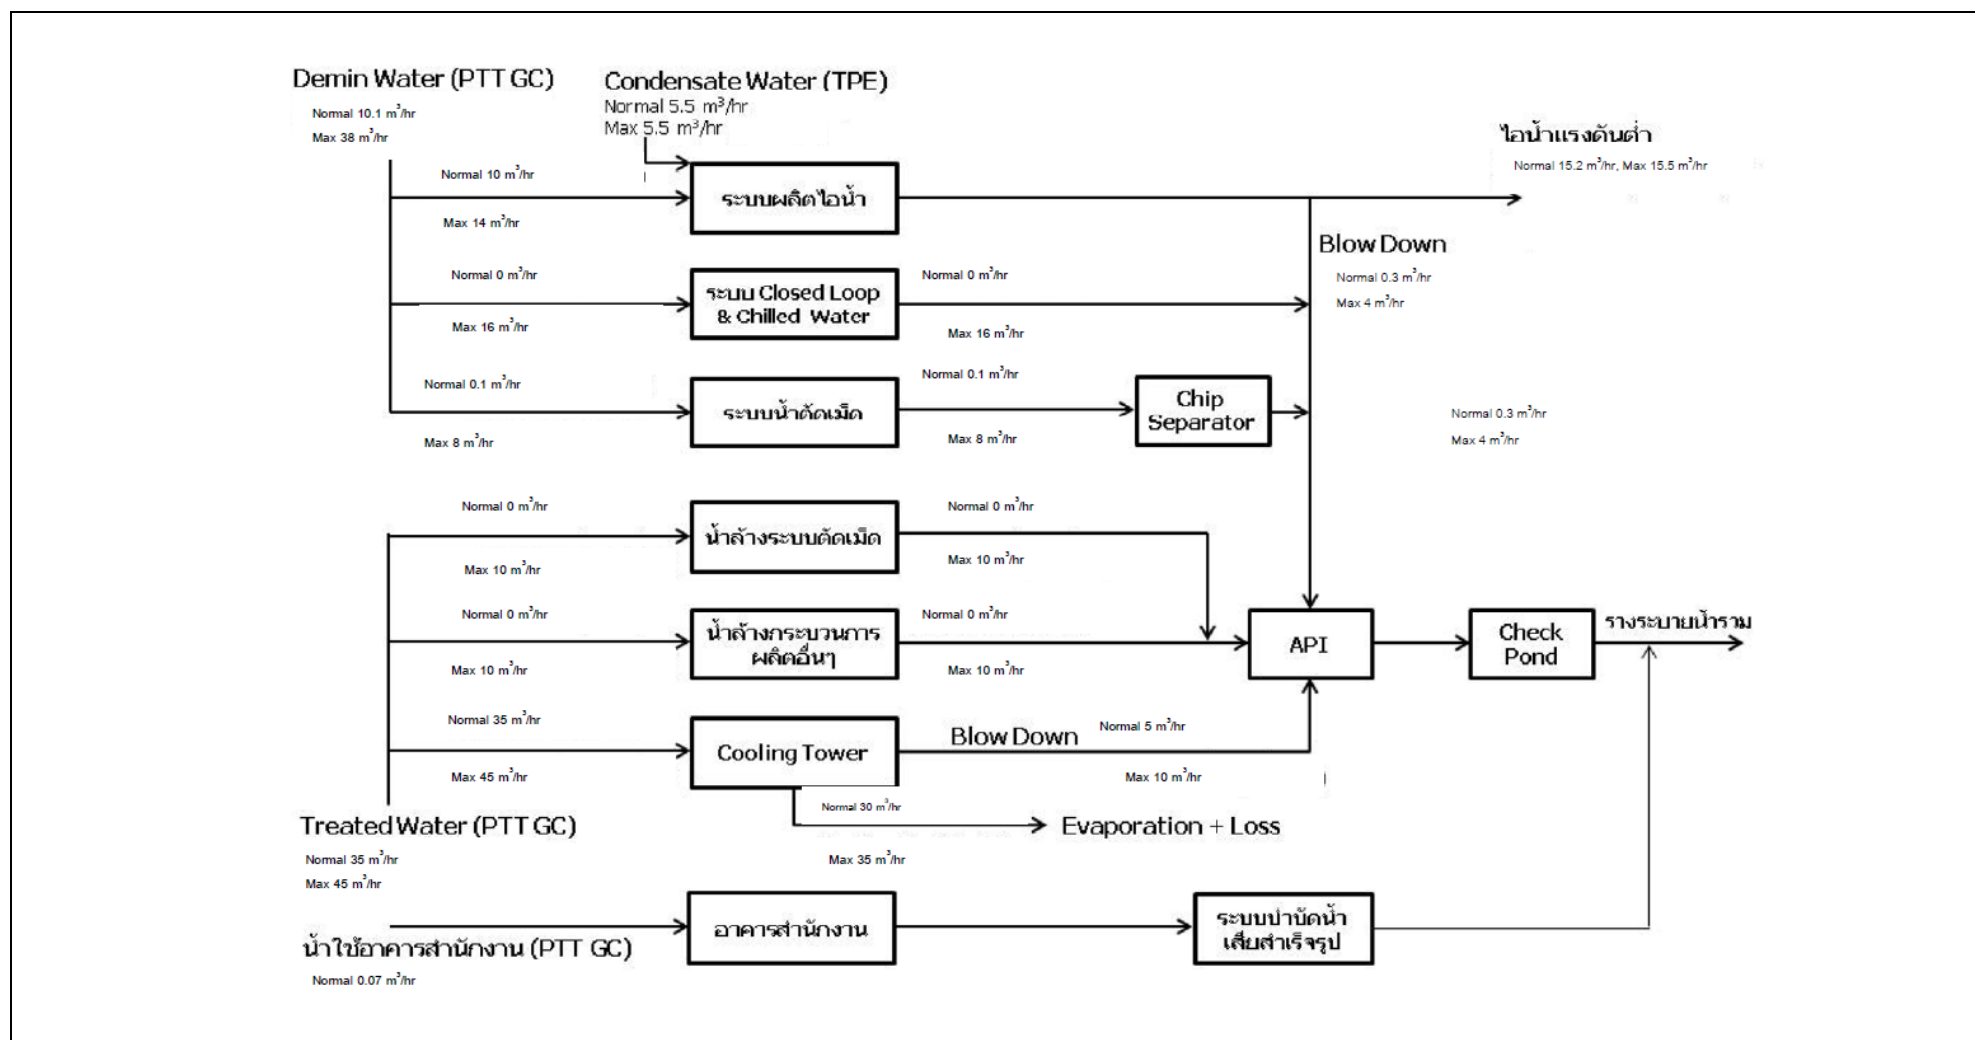 Demin Water (PTT GC)
Normal 10.1 m³/hr
Max 38 m³/hr
Condensate Water (TPE)
Normal 5.5 m³/hr
Max 5.5 m³/hr
ไอน้ำแรงดันต่ำ
Normal 15.2 m³/hr, Max 15.5 m³/hr
Normal 10 m³/hr
Max 14 m³/hr
ระบบผลิตไอน้ำ
Blow Down
Normal 0.3 m³/hr
Max 4 m³/hr
Normal 0 m³/hr
Max 16 m³/hr
ระบบ Closed Loop
& Chilled Water
Normal 0 m³/hr
Max 16 m³/hr
Normal 0.1 m³/hr
Max 8 m³/hr
ระบบน้ำตัดเม็ด
Normal 0.1 m³/hr
Max 8 m³/hr
Chip
Separator
Normal 0.3 m³/hr
Max 4 m³/hr
Normal 0 m³/hr
Max 10 m³/hr
น้ำล้างระบบตัดเม็ด
Normal 0 m³/hr
Max 10 m³/hr
Normal 0 m³/hr
Max 10 m³/hr
น้ำล้างกระบวนการ
ผลิตอื่นๆ
Normal 0 m³/hr
Max 10 m³/hr
API
Check
Pond
รางระบายน้ำรวม
Normal 35 m³/hr
Max 45 m³/hr
Cooling Tower
Blow Down
Normal 5 m³/hr
Max 10 m³/hr
Normal 30 m³/hr
Evaporation + Loss
Max 35 m³/hr
Treated Water (PTT GC)
Normal 35 m³/hr
Max 45 m³/hr
อาคารสำนักงาน
ระบบบำบัดน้ำ
เสียสำเร็จรูป
น้ำใช้อาคารสำนักงาน (PTT GC)
Normal 0.07 m³/hr